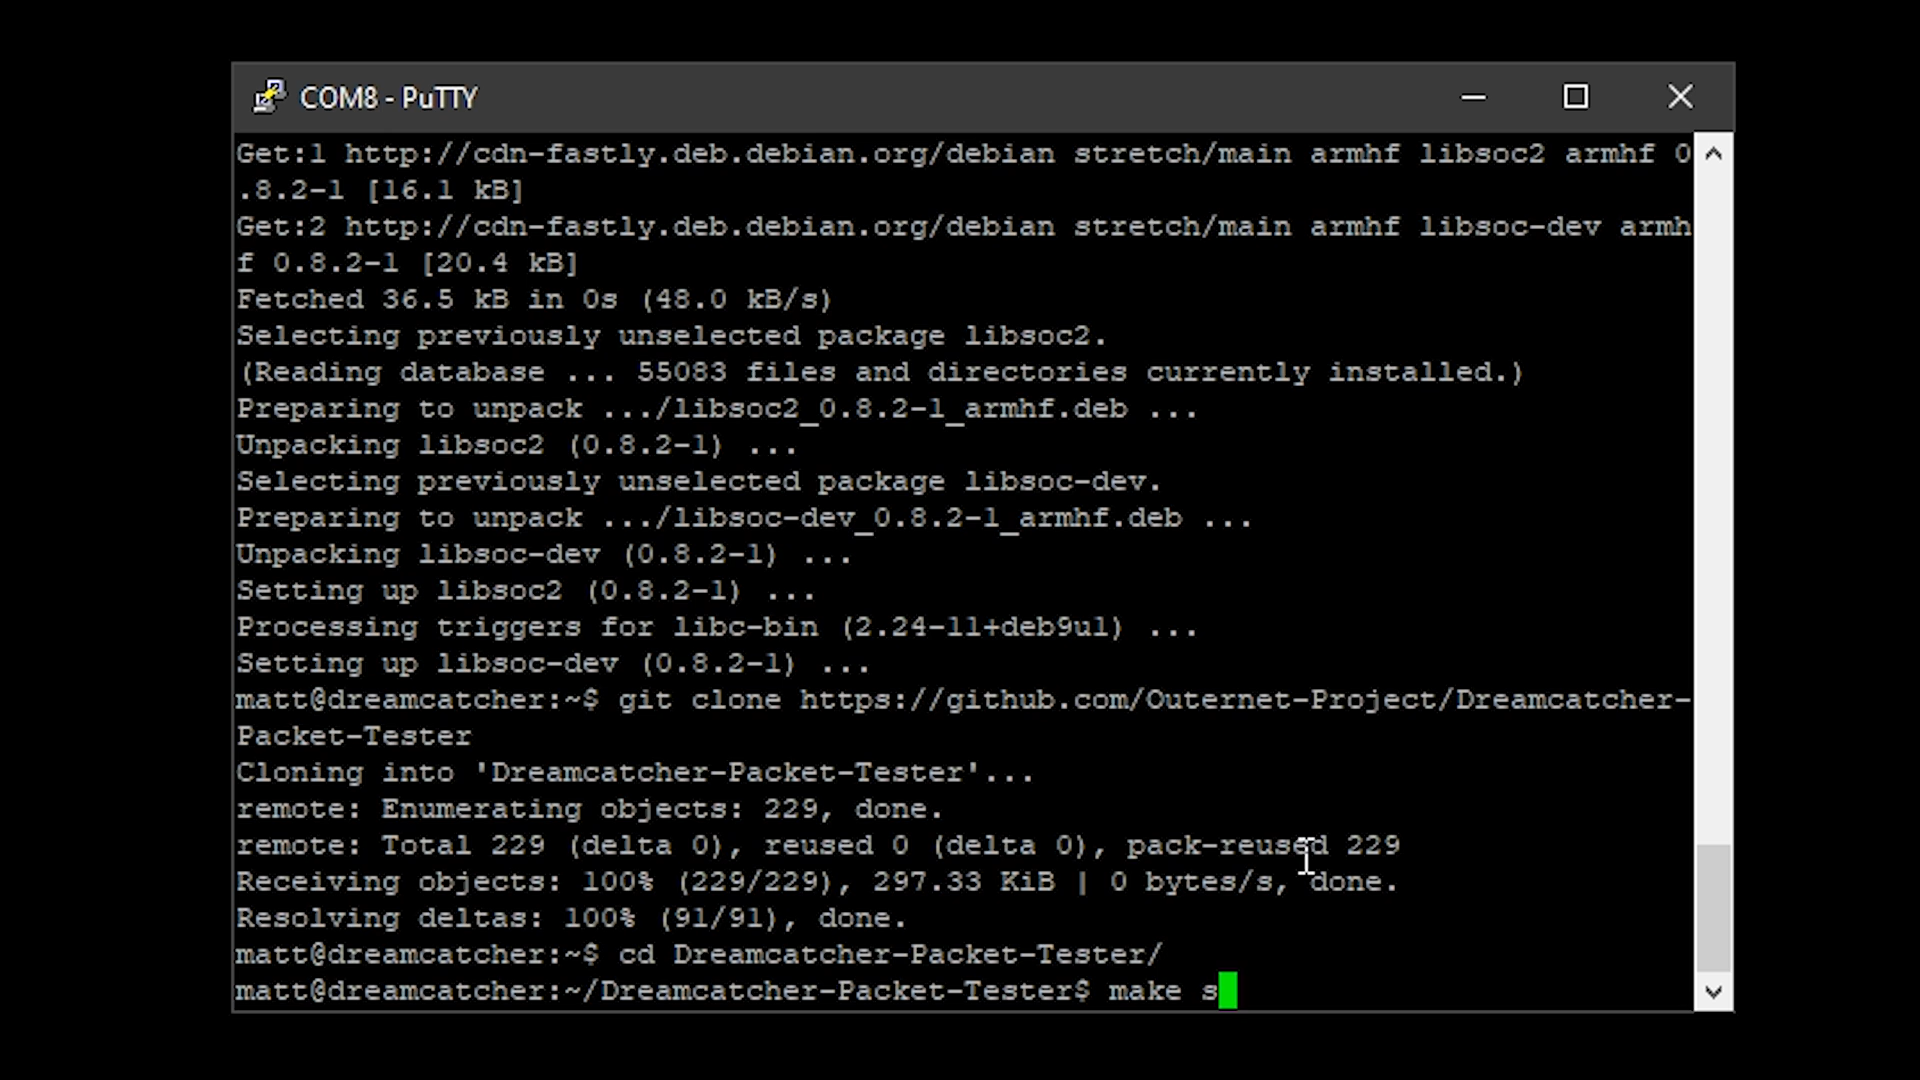 COM8 - PuTTY
Get:1 http://cdn-fastly.deb.debian.org/debian stretch/main armhf libsoc2 armhf 0
.8.2-1 [16.1 kB]
Get:2 http://cdn-fastly.deb.debian.org/debian stretch/main armhf libsoc-dev armh
f 0.8.2-1 [20.4 kB]
Fetched 36.5 kB in 0s (48.0 kB/s)
Selecting previously unselected package libsoc2.
(Reading database ... 55083 files and directories currently installed.)
Preparing to unpack .../libsoc2_0.8.2-1_armhf.deb ...
Unpacking libsoc2 (0.8.2-1) ...
Selecting previously unselected package libsoc-dev.
Preparing to unpack .../libsoc-dev_0.8.2-1_armhf.deb ...
Unpacking libsoc-dev (0.8.2-1) ...
Setting up libsoc2 (0.8.2-1) ...
Processing triggers for libc-bin (2.24-11+deb9u1) ...
Setting up libsoc-dev (0.8.2-1) ...
matt@dreamcatcher:~$ git clone https://github.com/Outernet-Project/Dreamcatcher-
Packet-Tester
Cloning into 'Dreamcatcher-Packet-Tester'...
remote: Enumerating objects: 229, done.
remote: Total 229 (delta 0), reused 0 (delta 0), pack-reused 229
Receiving objects: 100% (229/229), 297.33 KiB | 0 bytes/s, done.
Resolving deltas: 100% (91/91), done.
matt@dreamcatcher:~$ cd Dreamcatcher-Packet-Tester/
matt@dreamcatcher:~/Dreamcatcher-Packet-Tester$ make s